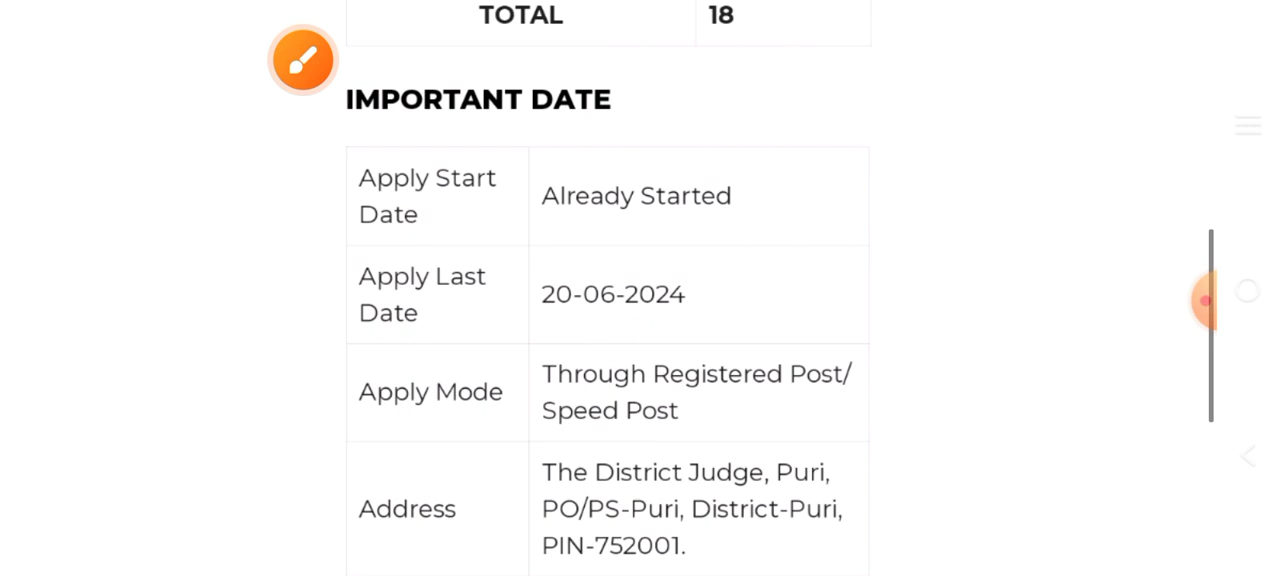 TOTAL 18
IMPORTANT DATE
Apply Start
Date
Already Started
Apply Last
Date
20-06-2024
Apply Mode
Through Registered Post/
Speed Post
Address
The District Judge, Puri,
PO/PS-Puri, District-Puri,
PIN-752001.